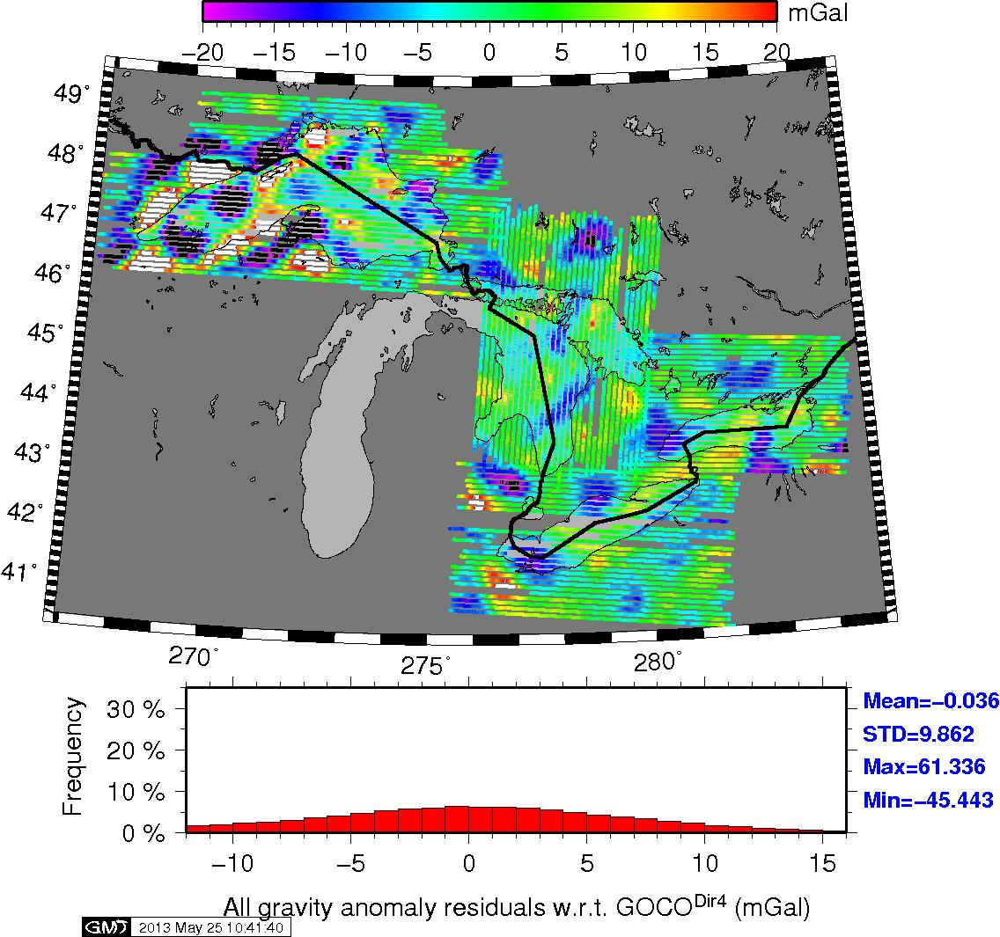 mGal
−20 −15 −10 −5 0 5 10 15 20
49°
48°
47°
46°
45°
44°
43°
42°
41°
270° 275° 280°
Frequency
30 %
20 %
10 %
0 %
Mean=−0.036
STD=9.862
Max=61.336
Min=−45.443
−10 −5 0 5 10 15
All gravity anomaly residuals w.r.t. GOCO^Dir4 (mGal)
GMT 2013 May 25 10:41:40